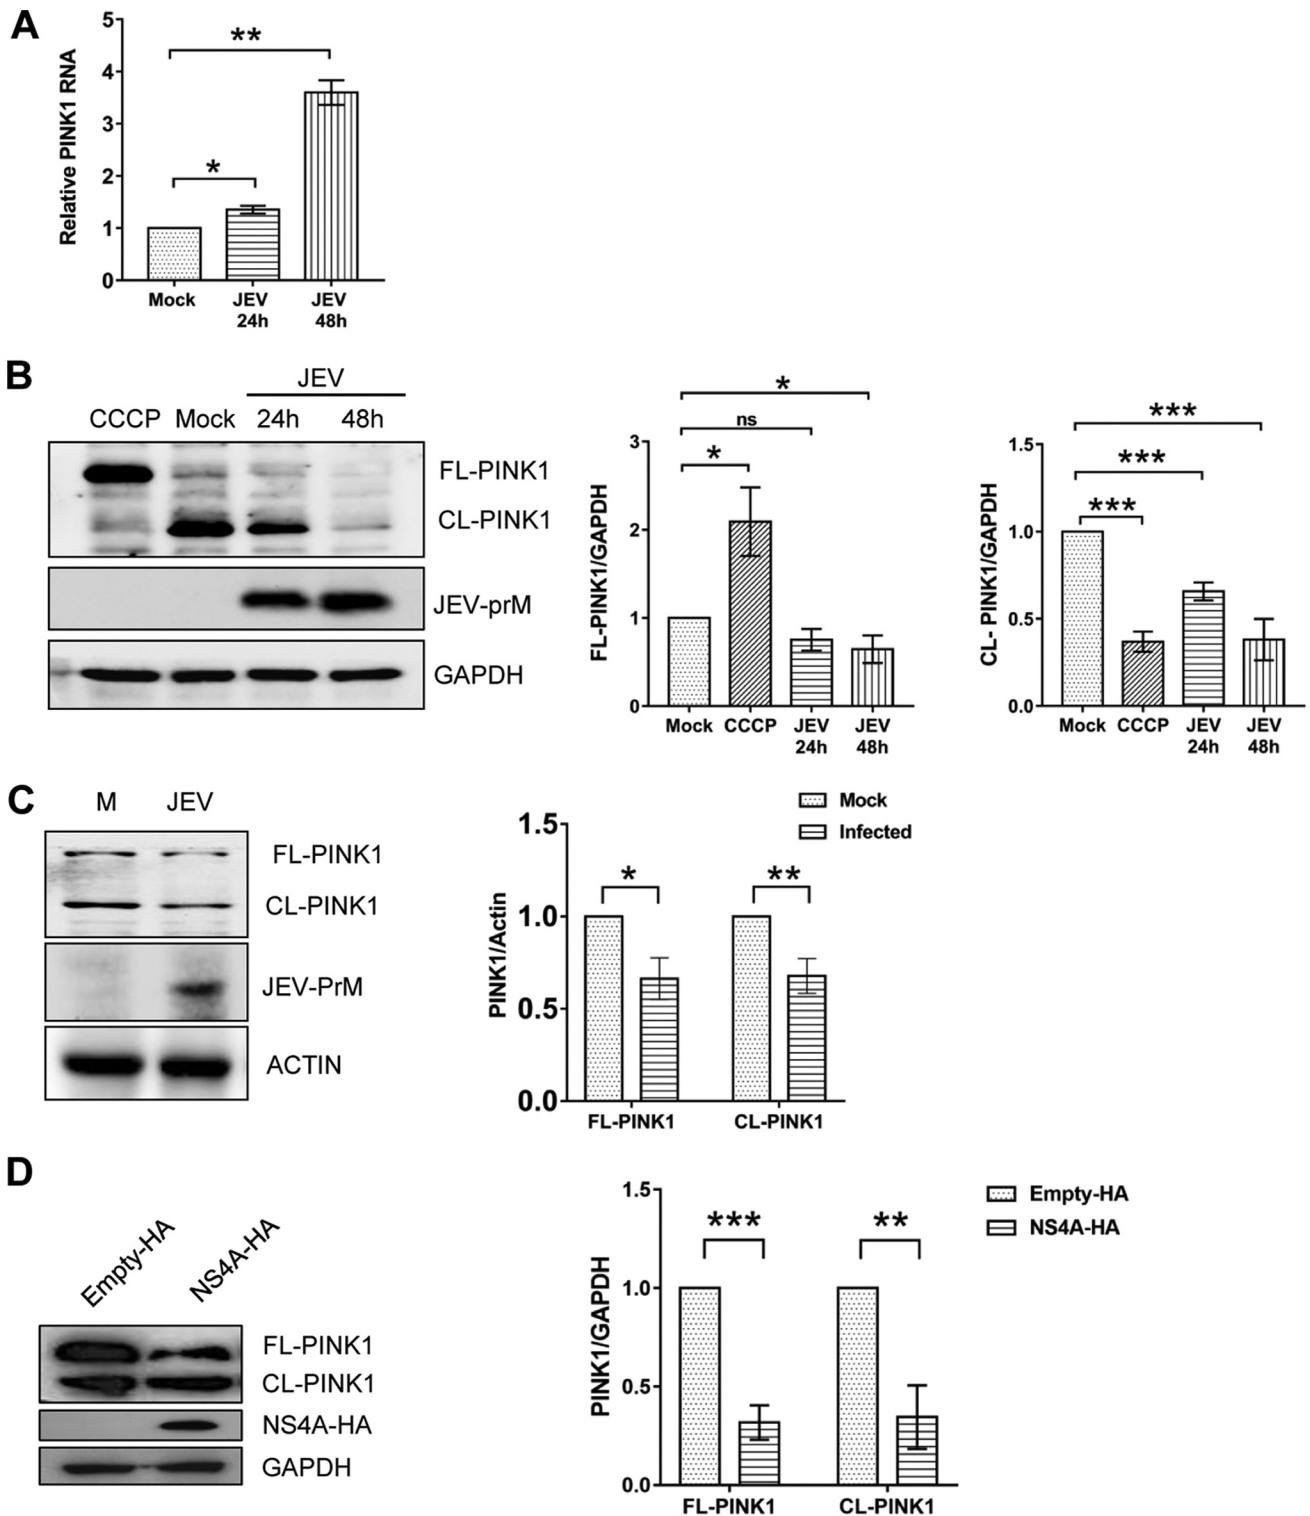 A
Relative PINK1 RNA
5
4
3
2
1
0
**
*
Mock
JEV
24h
JEV
48h
B
JEV
CCCP Mock 24h 48h
FL-PINK1
CL-PINK1
JEV-prM
GAPDH
FL-PINK1/GAPDH
3
2
1
0
*
ns
*
Mock CCCP JEV JEV
24h 48h
CL- PINK1/GAPDH
1.5
1.0
0.5
0.0
***
***
***
Mock CCCP JEV JEV
24h 48h
C
M JEV
FL-PINK1
CL-PINK1
JEV-PrM
ACTIN
PINK1/Actin
1.5
1.0
0.5
0.0
Mock
Infected
*
**
FL-PINK1 CL-PINK1
D
Empty-HA
NS4A-HA
FL-PINK1
CL-PINK1
NS4A-HA
GAPDH
PINK1/GAPDH
1.5
1.0
0.5
0.0
***
**
Empty-HA
NS4A-HA
FL-PINK1 CL-PINK1